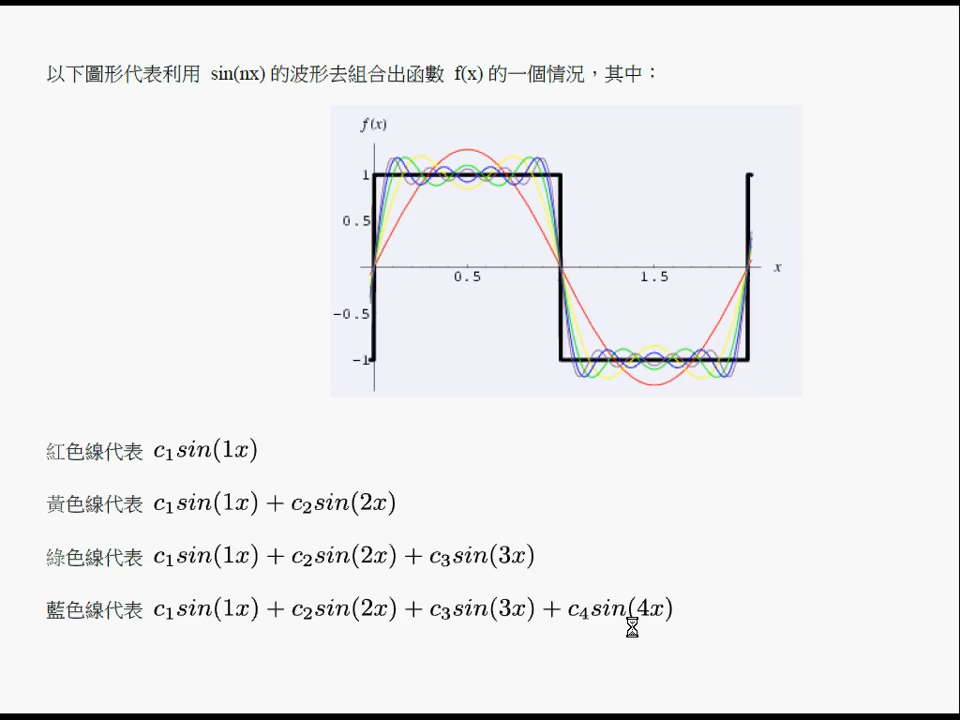 以下圖形代表利用 sin(nx) 的波形去組合出函數 f(x) 的一個情況，其中：
f(x)
1
0.5
0.5 1.5 x
-0.5
-1
紅色線代表 c₁sin(1x)
黃色線代表 c₁sin(1x) + c₂sin(2x)
綠色線代表 c₁sin(1x) + c₂sin(2x) + c₃sin(3x)
藍色線代表 c₁sin(1x) + c₂sin(2x) + c₃sin(3x) + c₄sin(4x)